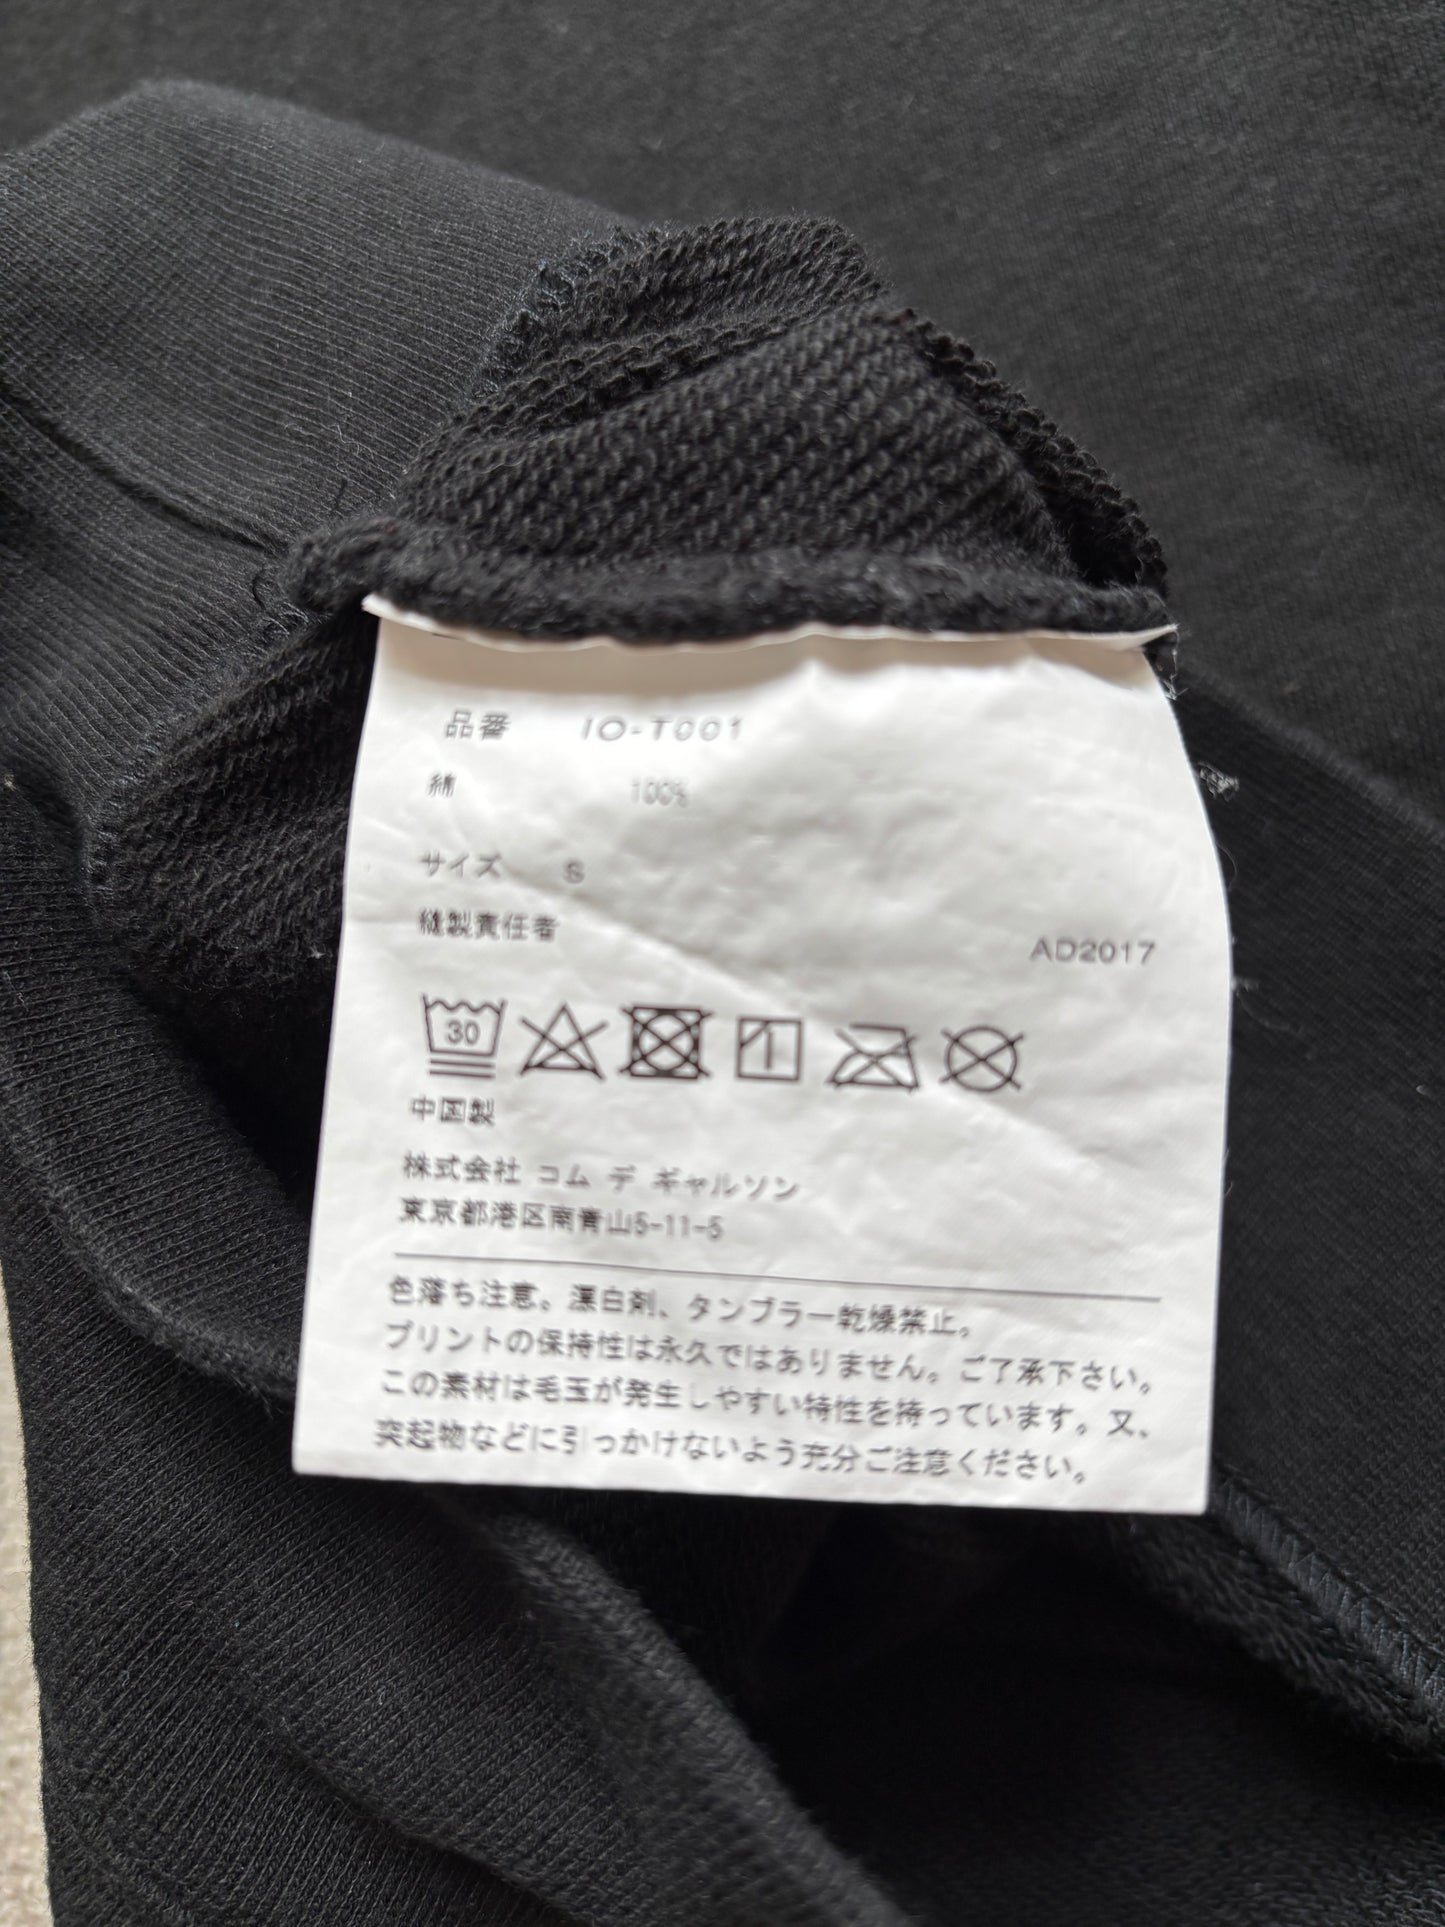 品番 IO-T001
綿 100%
サイズ S
縫製責任者
AD2017
30
中国製
株式会社 コム デ ギャルソン
東京都港区南青山5-11-5
色落ち注意。漂白剤、タンブラー乾燥禁止。
プリントの保持性は永久ではありません。ご了承下さい。
この素材は毛玉が発生しやすい特性を持っています。又、
突起物などに引っかけないよう充分ご注意ください。